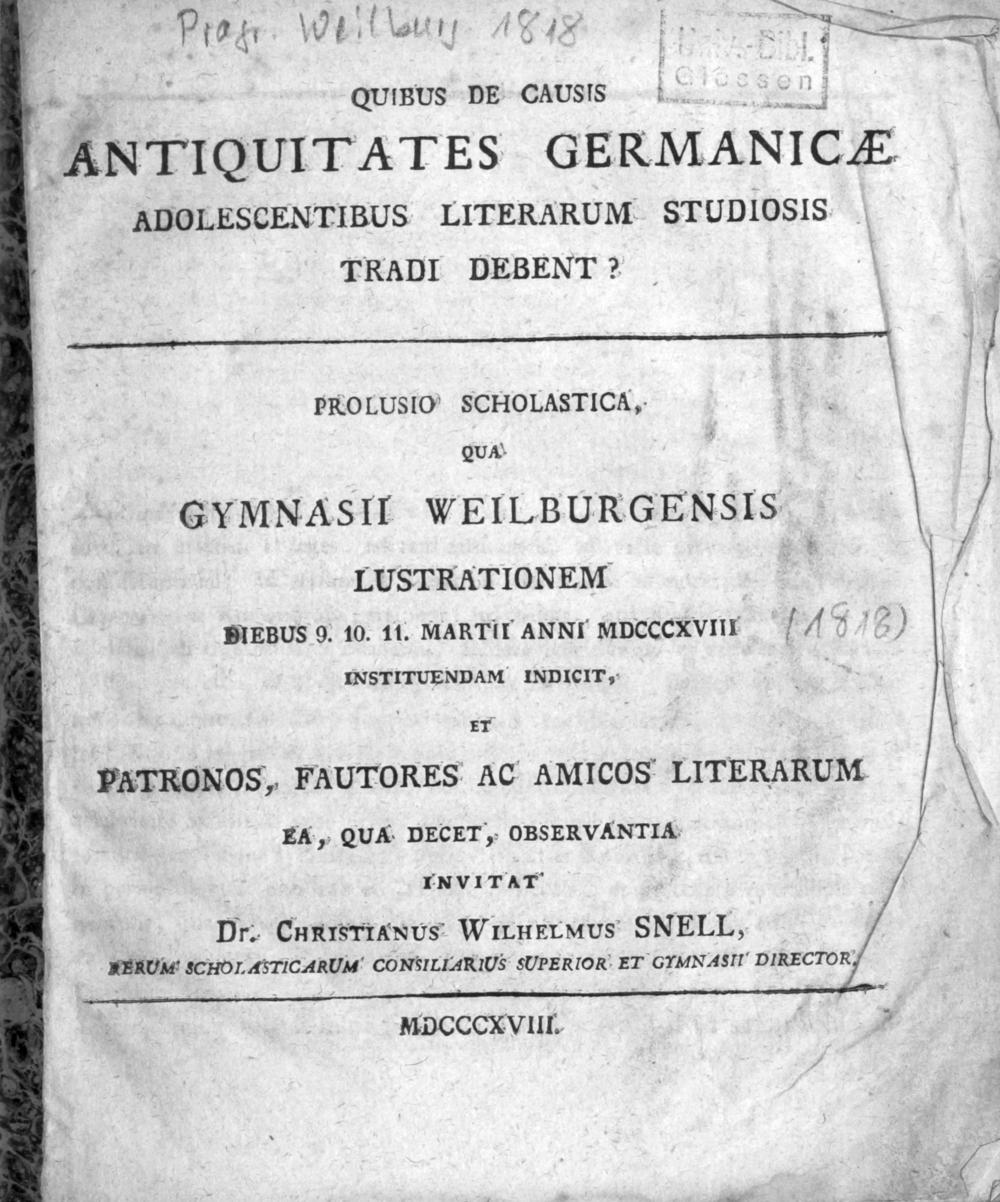 Progr. Weilburg 1818
Univ.-Bibl.
Giessen
QUIBUS DE CAUSIS
ANTIQUITATES GERMANICÆ
ADOLESCENTIBUS LITERARUM STUDIOSIS
TRADI DEBENT?
PROLUSIO SCHOLASTICA,
QUA
GYMNASII WEILBURGENSIS
LUSTRATIONEM
DIEBUS 9. 10. 11. MARTII ANNI MDCCCXVIII (1818)
INSTITUENDAM INDICIT,
ET
PATRONOS, FAUTORES AC AMICOS LITERARUM
EA, QUA DECET, OBSERVANTIA
INVITAT
Dr. CHRISTIANUS WILHELMUS SNELL,
RERUM SCHOLASTICARUM CONSILIARIUS SUPERIOR ET GYMNASII DIRECTOR.
MDCCCXVIII.